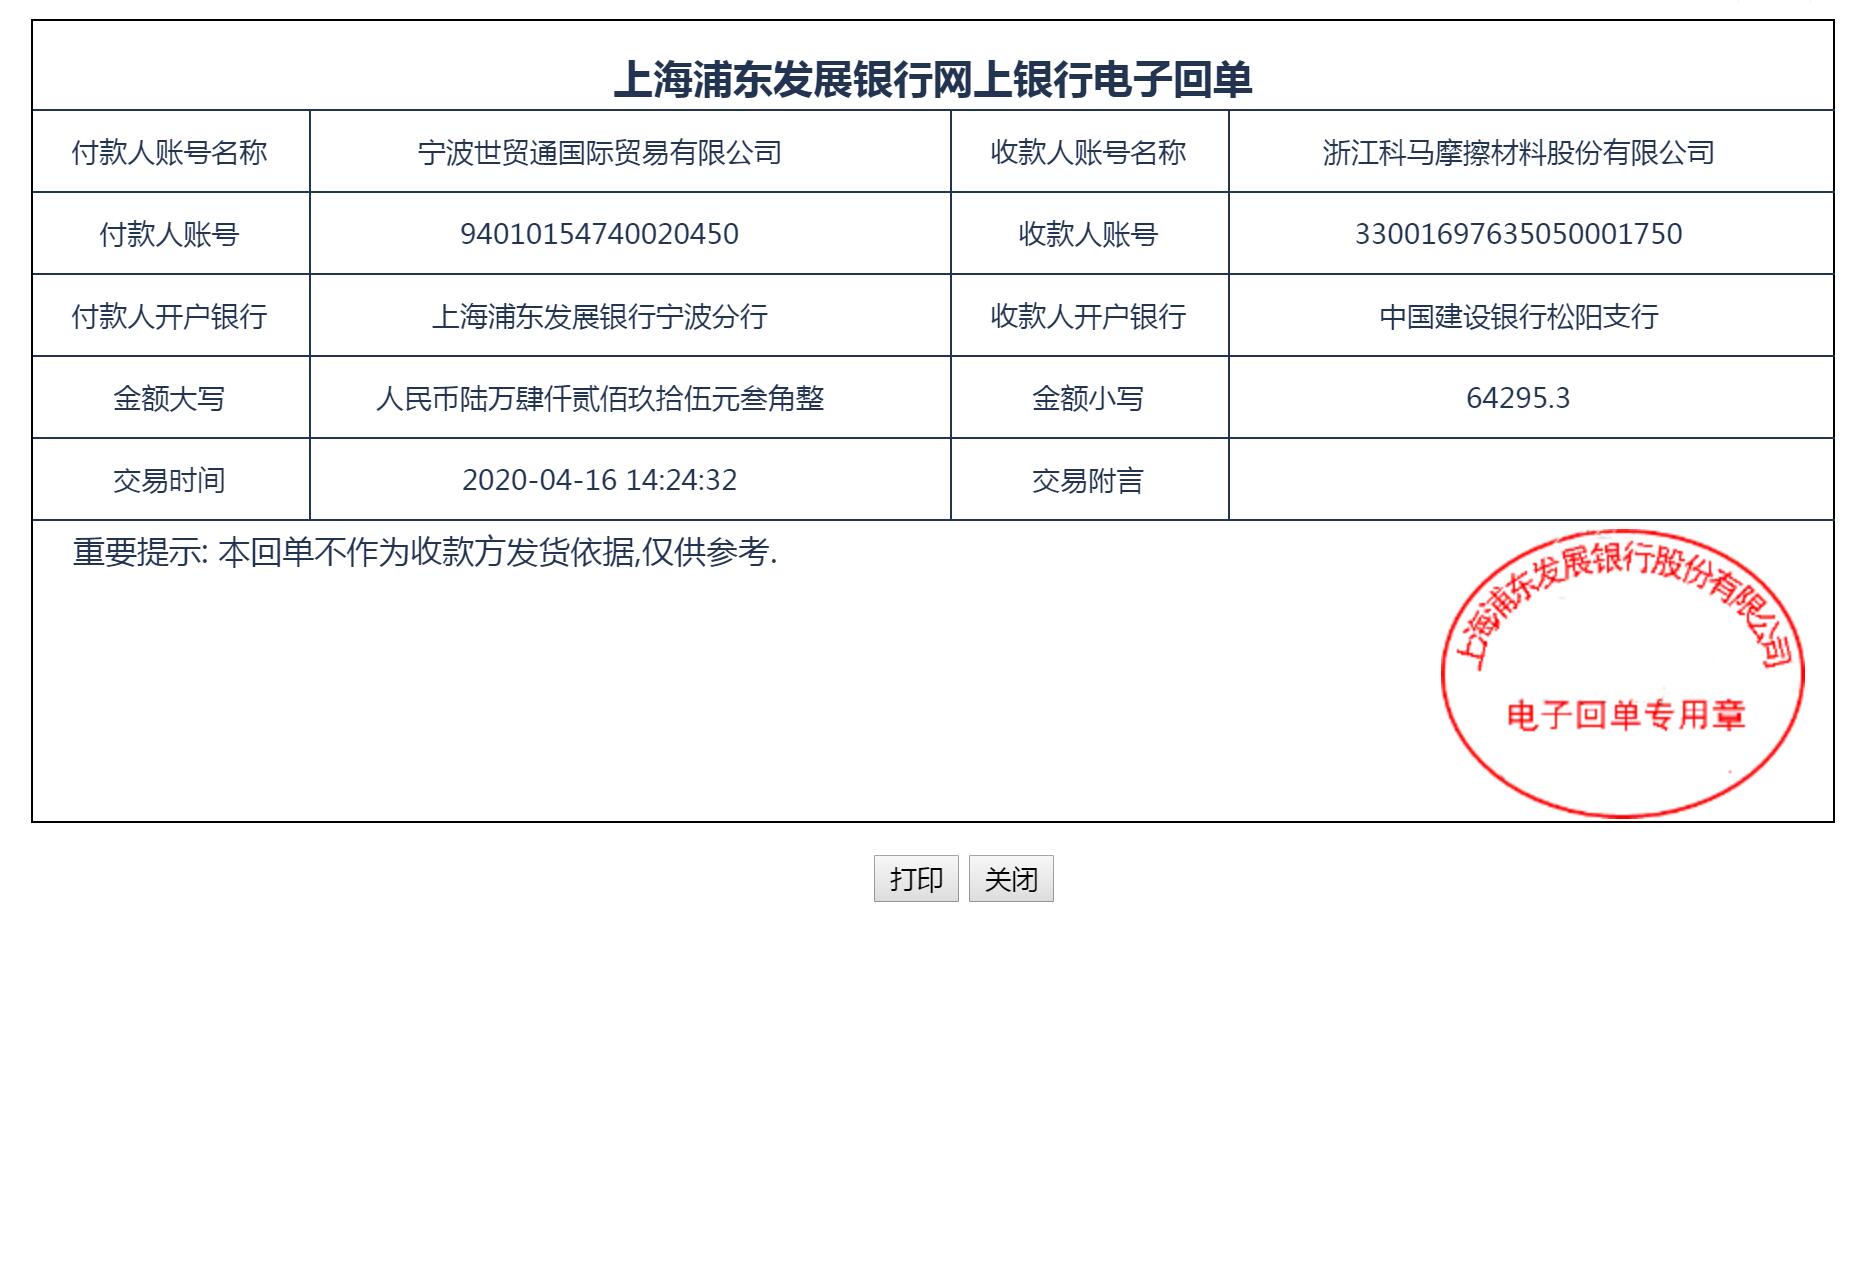 上海浦东发展银行网上银行电子回单
付款人账号名称 宁波世贸通国际贸易有限公司 收款人账号名称 浙江科马摩擦材料股份有限公司
付款人账号 94010154740020450 收款人账号 33001697635050001750
付款人开户银行 上海浦东发展银行宁波分行 收款人开户银行 中国建设银行松阳支行
金额大写 人民币陆万肆仟贰佰玖拾伍元叁角整 金额小写 64295.3
交易时间 2020-04-16 14:24:32 交易附言
重要提示: 本回单不作为收款方发货依据,仅供参考.
上海浦东发展银行股份有限公司
电子回单专用章
打印 关闭